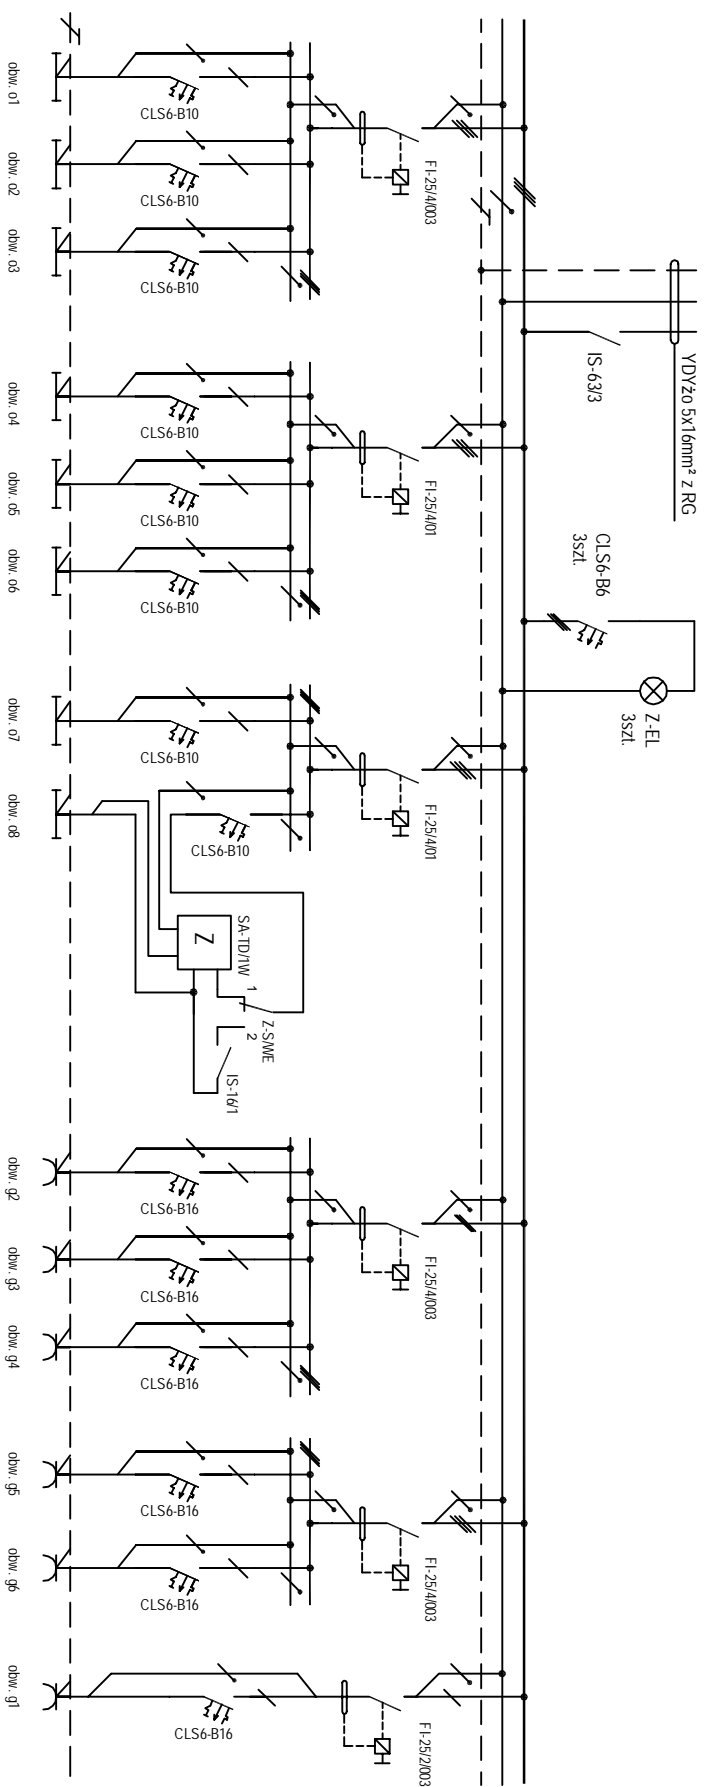 YDYżo 5x16mm² z RG
IS-63/3
CLS6-B6
3szt.
Z-EL
3szt.
FI-25/4/003
FI-25/4/01
FI-25/4/01
FI-25/4/003
FI-25/4/003
FI-25/2/003
CLS6-B10
CLS6-B10
CLS6-B10
CLS6-B10
CLS6-B10
CLS6-B10
CLS6-B10
CLS6-B10
SA-TD/1W
Z
1
Z-S/WE
2
IS-16/1
CLS6-B16
CLS6-B16
CLS6-B16
CLS6-B16
CLS6-B16
CLS6-B16
obw. o1
obw. o2
obw. o3
obw. o4
obw. o5
obw. o6
obw. o7
obw. o8
obw. g2
obw. g3
obw. g4
obw. g5
obw. g6
obw. g1